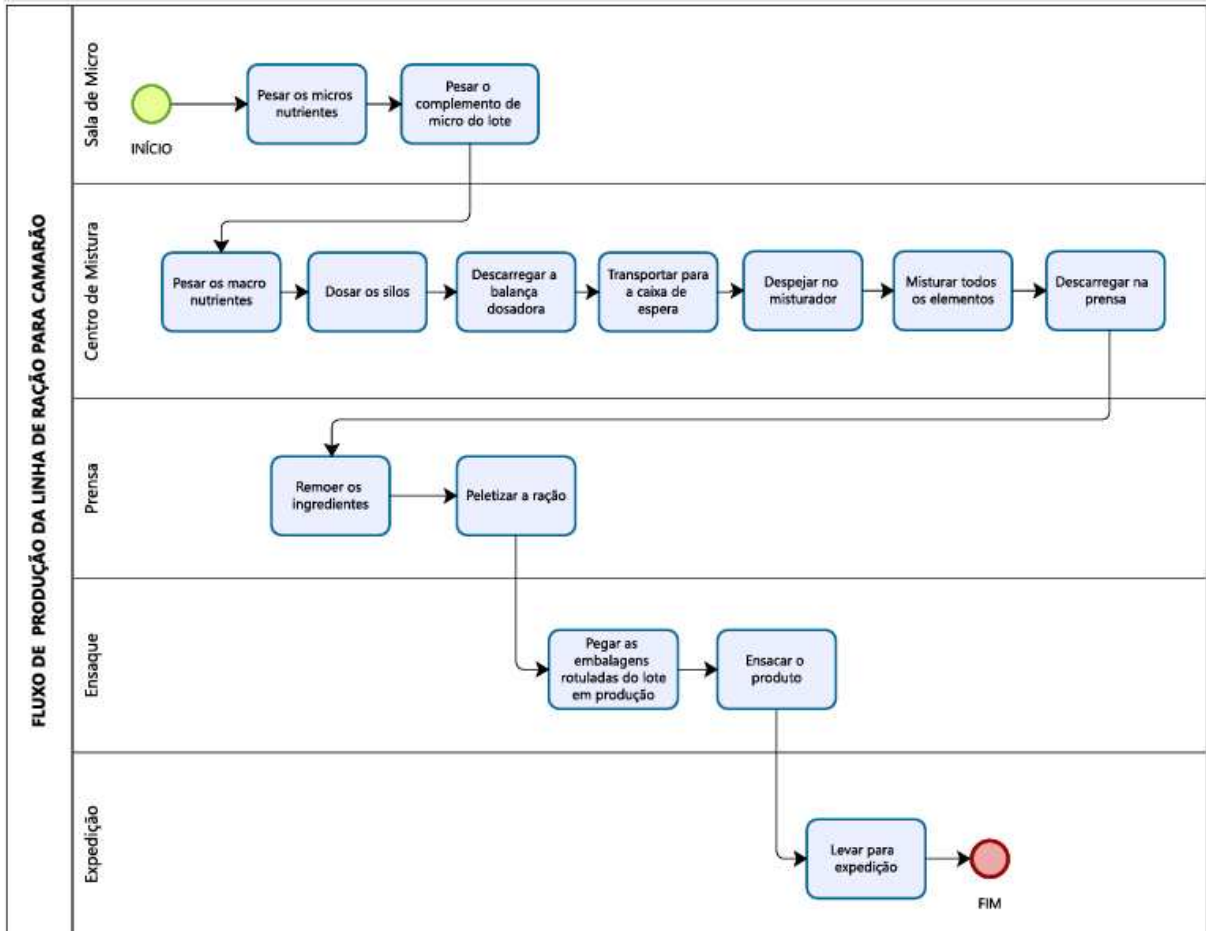 FLUXO DE PRODUÇÃO DA LINHA DE RAÇÃO PARA CAMARÃO
Sala de Micro
INÍCIO
Pesar os micros
nutrientes
Pesar o
complemento de
micro do lote
Centro de Mistura
Pesar os macro
nutrientes
Dosar os silos
Descarregar a
balança
dosadora
Transportar para
a caixa de
espera
Despejar no
misturador
Misturar todos
os elementos
Descarregar na
prensa
Prensa
Remoer os
ingredientes
Peletizar a ração
Ensaque
Pegar as
embalagens
rotuladas do lote
em produção
Ensacar o
produto
Expedição
Levar para
expedição
FIM